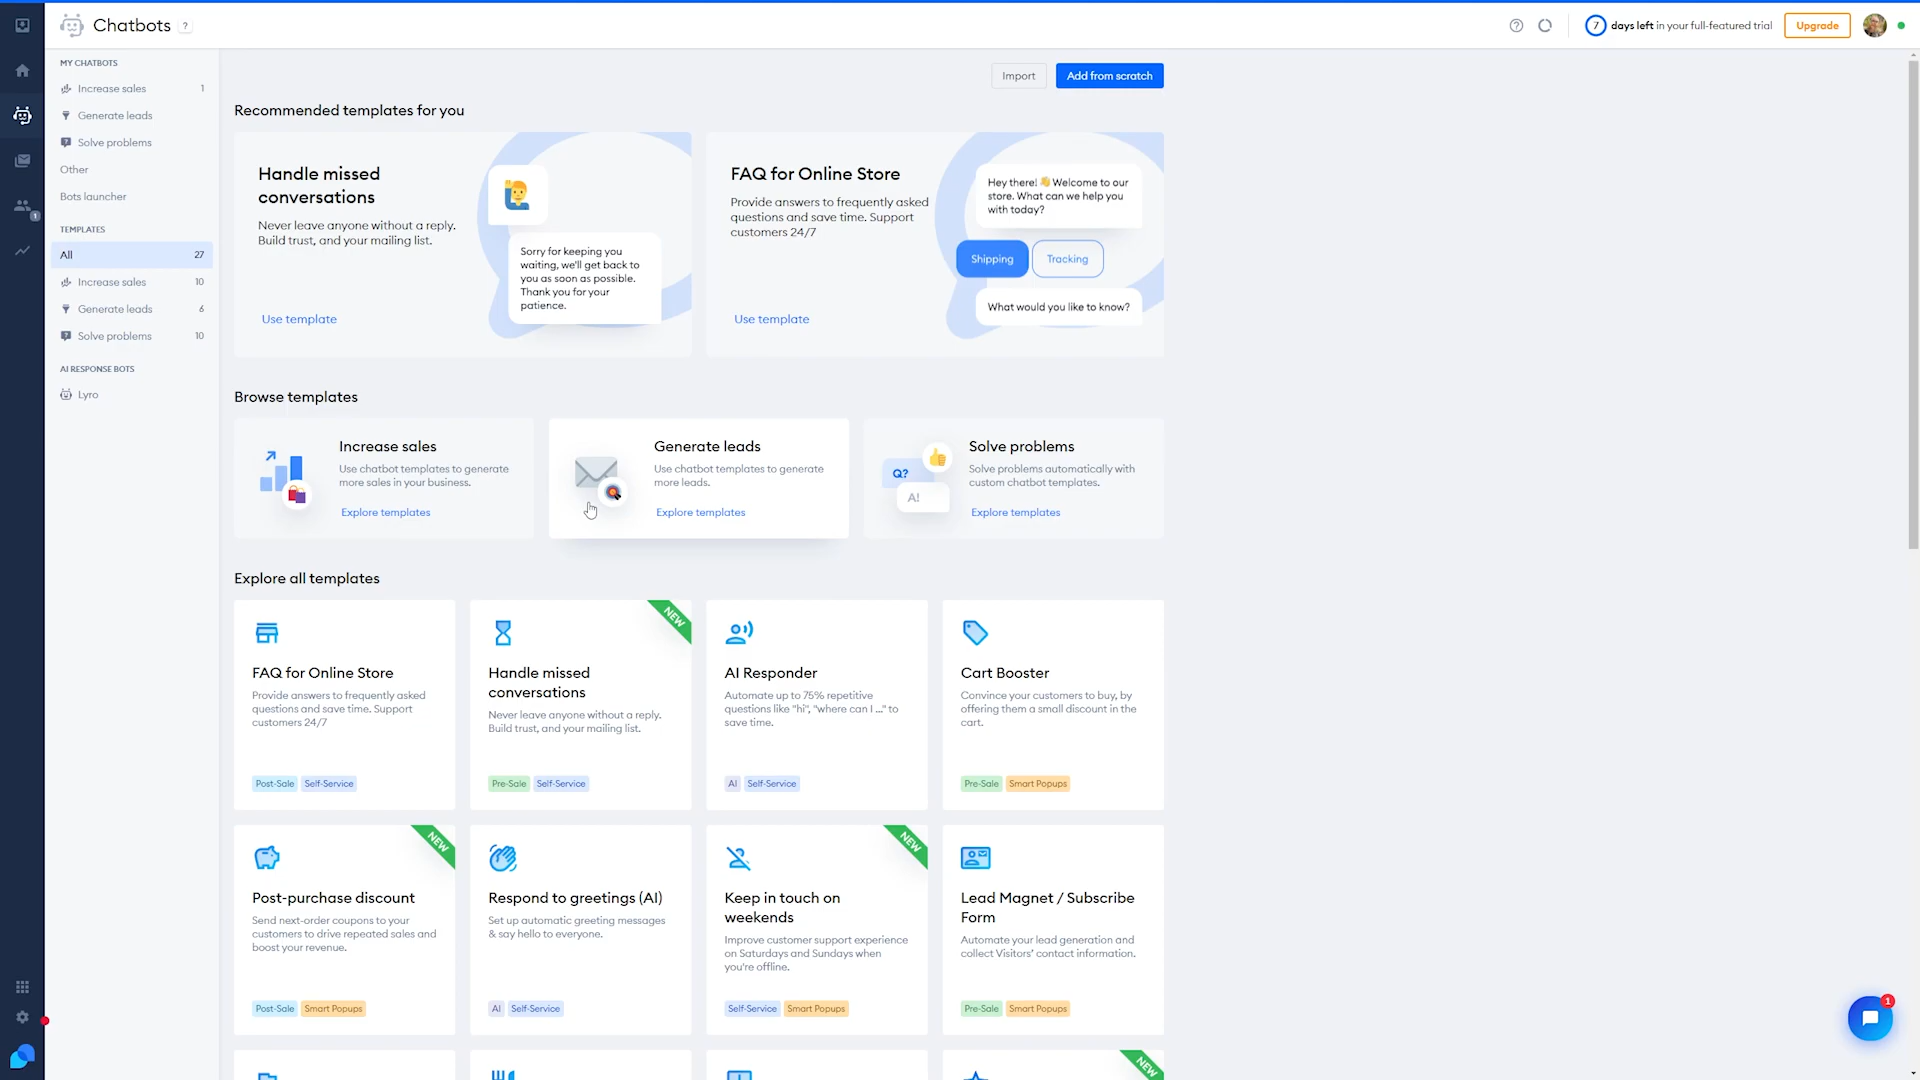 Chatbots ?
7 days left in your full-featured trial
Upgrade
MY CHATBOTS
Increase sales 1
Generate leads
Solve problems
Other
Bots launcher
1
TEMPLATES
All 27
Increase sales 10
Generate leads 6
Solve problems 10
AI RESPONSE BOTS
Lyro
Import
Add from scratch
Recommended templates for you
Handle missed
conversations
Never leave anyone without a reply.
Build trust, and your mailing list.
Use template
Sorry for keeping you
waiting, we'll get back to
you as soon as possible.
Thank you for your
patience.
FAQ for Online Store
Provide answers to frequently asked
questions and save time. Support
customers 24/7
Use template
Hey there! 👋 Welcome to our
store. What can we help you
with today?
Shipping
Tracking
What would you like to know?
Browse templates
Increase sales
Use chatbot templates to generate
more sales in your business.
Explore templates
Generate leads
Use chatbot templates to generate
more leads.
Explore templates
Q?
A!
Solve problems
Solve problems automatically with
custom chatbot templates.
Explore templates
Explore all templates
FAQ for Online Store
Provide answers to frequently asked
questions and save time. Support
customers 24/7
Post-Sale Self-Service
NEW
Handle missed
conversations
Never leave anyone without a reply.
Build trust, and your mailing list.
Pre-Sale Self-Service
AI Responder
Automate up to 75% repetitive
questions like "hi", "where can I ..." to
save time.
AI Self-Service
Cart Booster
Convince your customers to buy, by
offering them a small discount in the
cart.
Pre-Sale Smart Popups
NEW
Post-purchase discount
Send next-order coupons to your
customers to drive repeated sales and
boost your revenue.
Post-Sale Smart Popups
Respond to greetings (AI)
Set up automatic greeting messages
& say hello to everyone.
AI Self-Service
NEW
Keep in touch on
weekends
Improve customer support experience
on Saturdays and Sundays when
you're offline.
Self-Service Smart Popups
Lead Magnet / Subscribe
Form
Automate your lead generation and
collect Visitors' contact information.
Pre-Sale Smart Popups
NEW
1